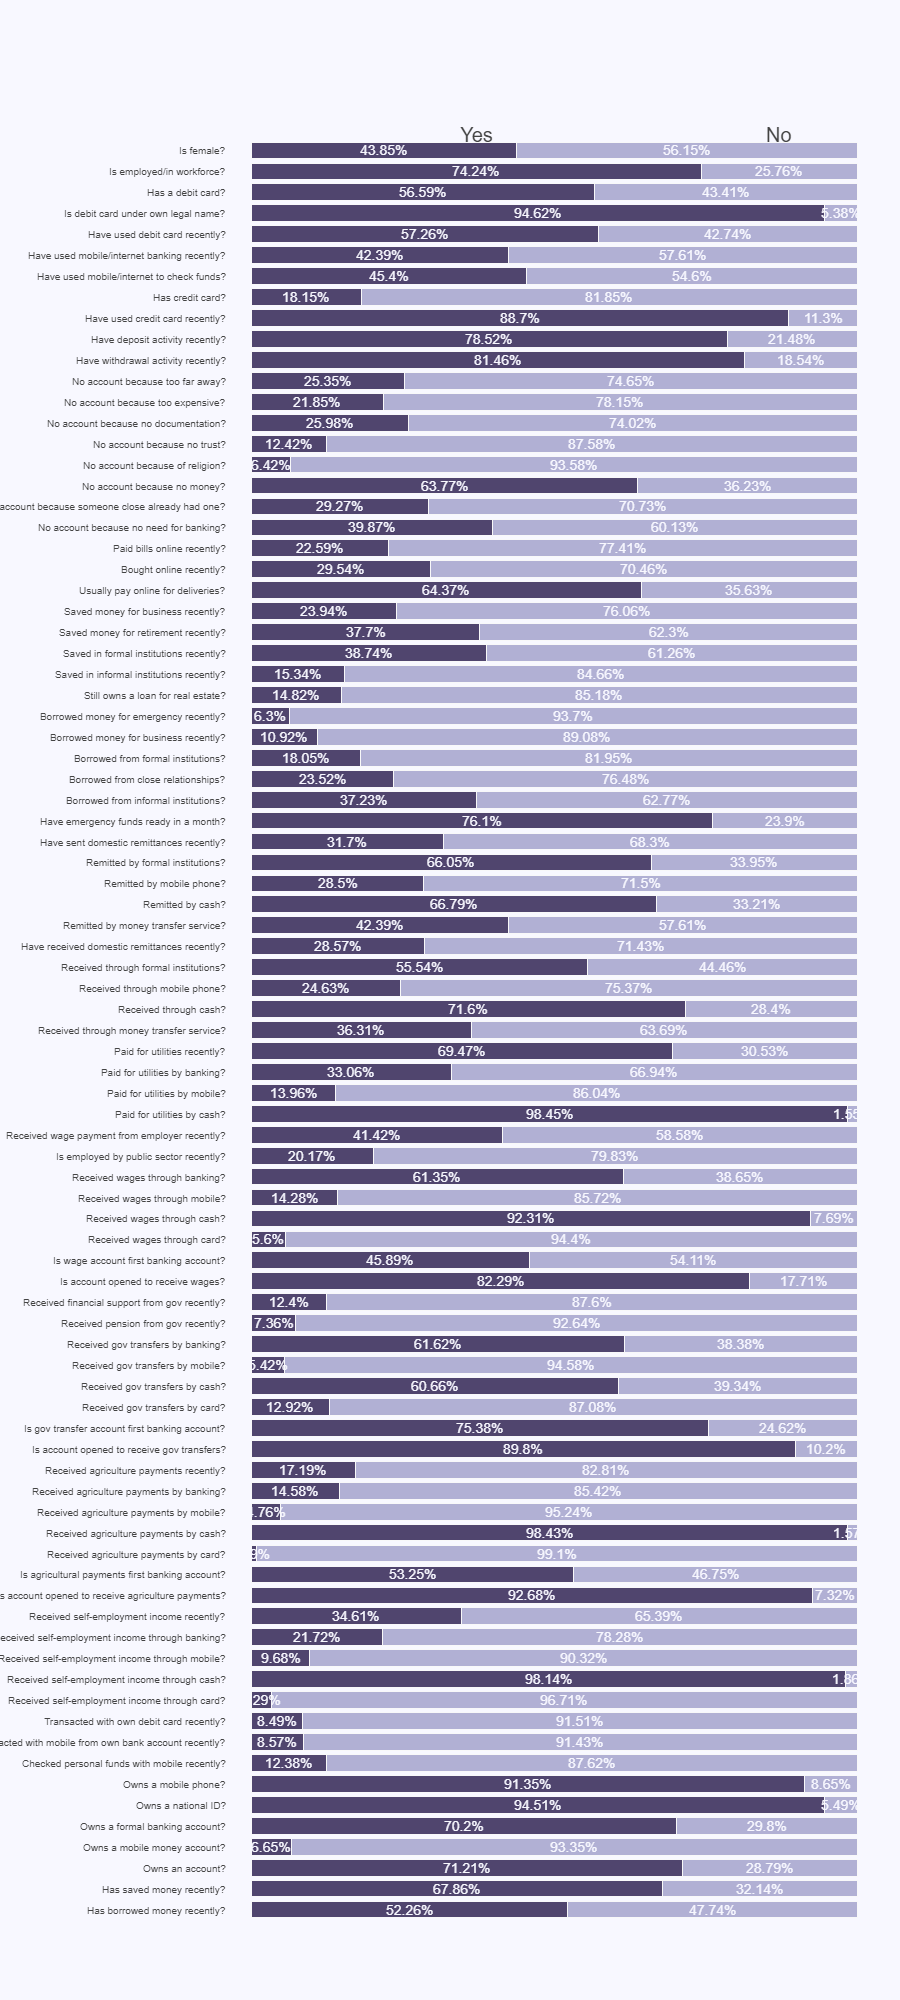 Yes No
Is female? 43.85% 56.15%
Is employed/in workforce? 74.24% 25.76%
Has a debit card? 56.59% 43.41%
Is debit card under own legal name? 94.62% 5.38%
Have used debit card recently? 57.26% 42.74%
Have used mobile/internet banking recently? 42.39% 57.61%
Have used mobile/internet to check funds? 45.4% 54.6%
Has credit card? 18.15% 81.85%
Have used credit card recently? 88.7% 11.3%
Have deposit activity recently? 78.52% 21.48%
Have withdrawal activity recently? 81.46% 18.54%
No account because too far away? 25.35% 74.65%
No account because too expensive? 21.85% 78.15%
No account because no documentation? 25.98% 74.02%
No account because no trust? 12.42% 87.58%
No account because of religion? 6.42% 93.58%
No account because no money? 63.77% 36.23%
account because someone close already had one? 29.27% 70.73%
No account because no need for banking? 39.87% 60.13%
Paid bills online recently? 22.59% 77.41%
Bought online recently? 29.54% 70.46%
Usually pay online for deliveries? 64.37% 35.63%
Saved money for business recently? 23.94% 76.06%
Saved money for retirement recently? 37.7% 62.3%
Saved in formal institutions recently? 38.74% 61.26%
Saved in informal institutions recently? 15.34% 84.66%
Still owns a loan for real estate? 14.82% 85.18%
Borrowed money for emergency recently? 6.3% 93.7%
Borrowed money for business recently? 10.92% 89.08%
Borrowed from formal institutions? 18.05% 81.95%
Borrowed from close relationships? 23.52% 76.48%
Borrowed from informal institutions? 37.23% 62.77%
Have emergency funds ready in a month? 76.1% 23.9%
Have sent domestic remittances recently? 31.7% 68.3%
Remitted by formal institutions? 66.05% 33.95%
Remitted by mobile phone? 28.5% 71.5%
Remitted by cash? 66.79% 33.21%
Remitted by money transfer service? 42.39% 57.61%
Have received domestic remittances recently? 28.57% 71.43%
Received through formal institutions? 55.54% 44.46%
Received through mobile phone? 24.63% 75.37%
Received through cash? 71.6% 28.4%
Received through money transfer service? 36.31% 63.69%
Paid for utilities recently? 69.47% 30.53%
Paid for utilities by banking? 33.06% 66.94%
Paid for utilities by mobile? 13.96% 86.04%
Paid for utilities by cash? 98.45% 1.55
Received wage payment from employer recently? 41.42% 58.58%
Is employed by public sector recently? 20.17% 79.83%
Received wages through banking? 61.35% 38.65%
Received wages through mobile? 14.28% 85.72%
Received wages through cash? 92.31% 7.69%
Received wages through card? 5.6% 94.4%
Is wage account first banking account? 45.89% 54.11%
Is account opened to receive wages? 82.29% 17.71%
Received financial support from gov recently? 12.4% 87.6%
Received pension from gov recently? 7.36% 92.64%
Received gov transfers by banking? 61.62% 38.38%
Received gov transfers by mobile? 5.42% 94.58%
Received gov transfers by cash? 60.66% 39.34%
Received gov transfers by card? 12.92% 87.08%
Is gov transfer account first banking account? 75.38% 24.62%
Is account opened to receive gov transfers? 89.8% 10.2%
Received agriculture payments recently? 17.19% 82.81%
Received agriculture payments by banking? 14.58% 85.42%
Received agriculture payments by mobile? .76% 95.24%
Received agriculture payments by cash? 98.43% 1.57
Received agriculture payments by card? 9% 99.1%
Is agricultural payments first banking account? 53.25% 46.75%
s account opened to receive agriculture payments? 92.68% 7.32%
Received self-employment income recently? 34.61% 65.39%
eceived self-employment income through banking? 21.72% 78.28%
Received self-employment income through mobile? 9.68% 90.32%
Received self-employment income through cash? 98.14% 1.86
Received self-employment income through card? 29% 96.71%
Transacted with own debit card recently? 8.49% 91.51%
acted with mobile from own bank account recently? 8.57% 91.43%
Checked personal funds with mobile recently? 12.38% 87.62%
Owns a mobile phone? 91.35% 8.65%
Owns a national ID? 94.51% 5.49%
Owns a formal banking account? 70.2% 29.8%
Owns a mobile money account? 6.65% 93.35%
Owns an account? 71.21% 28.79%
Has saved money recently? 67.86% 32.14%
Has borrowed money recently? 52.26% 47.74%